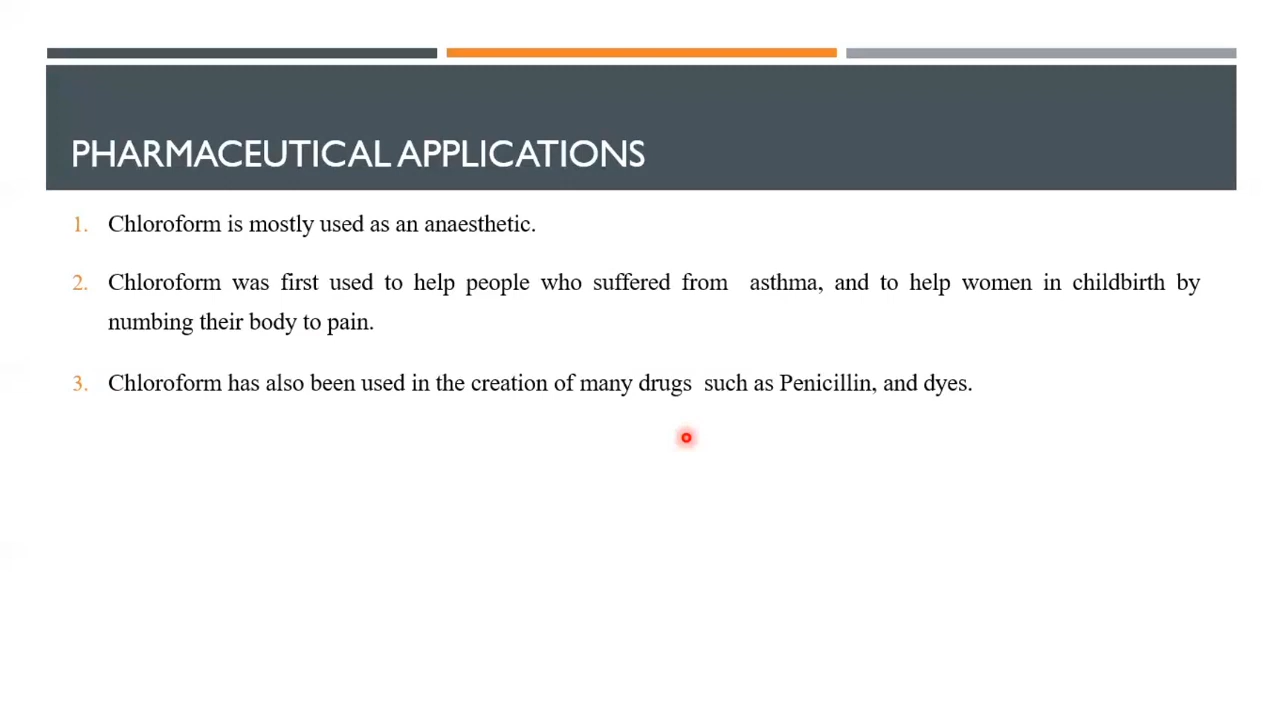 PHARMACEUTICAL APPLICATIONS
1. Chloroform is mostly used as an anaesthetic.
2. Chloroform was first used to help people who suffered from asthma, and to help women in childbirth by
numbing their body to pain.
3. Chloroform has also been used in the creation of many drugs such as Penicillin, and dyes.